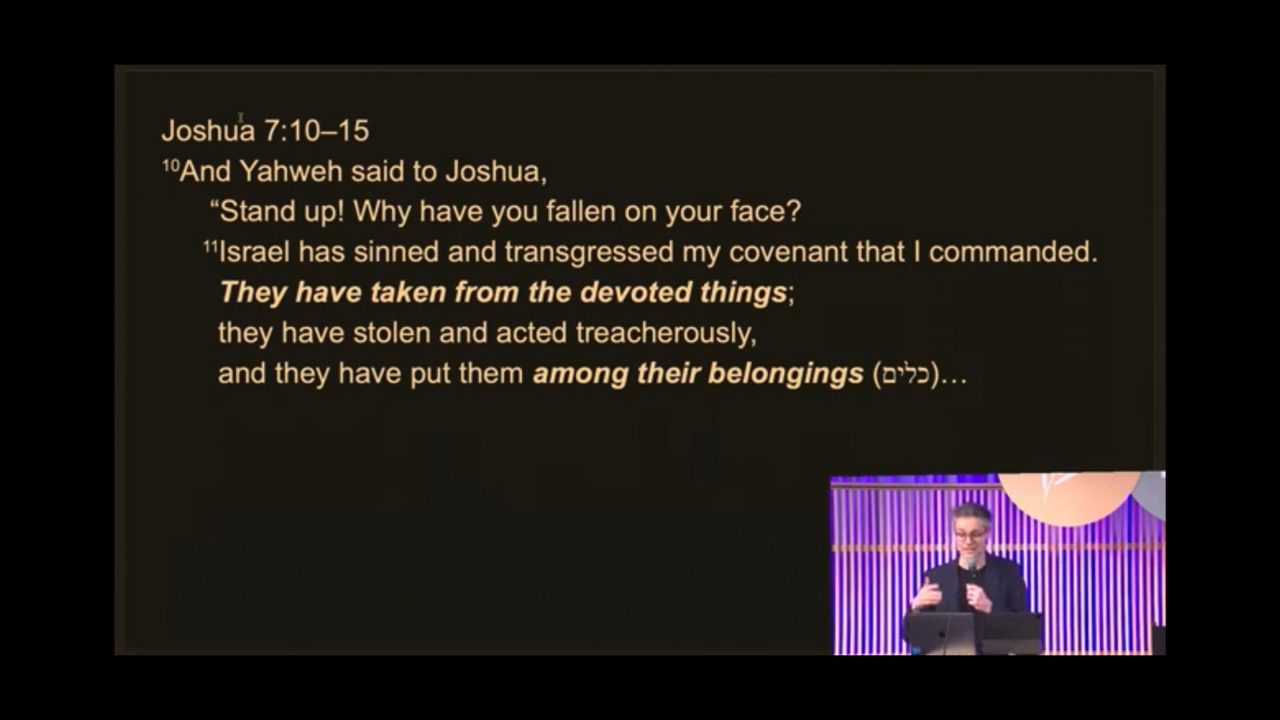 Joshua 7:10–15
¹⁰And Yahweh said to Joshua,
“Stand up! Why have you fallen on your face?
¹¹Israel has sinned and transgressed my covenant that I commanded.
They have taken from the devoted things;
they have stolen and acted treacherously,
and they have put them among their belongings (כלים)…